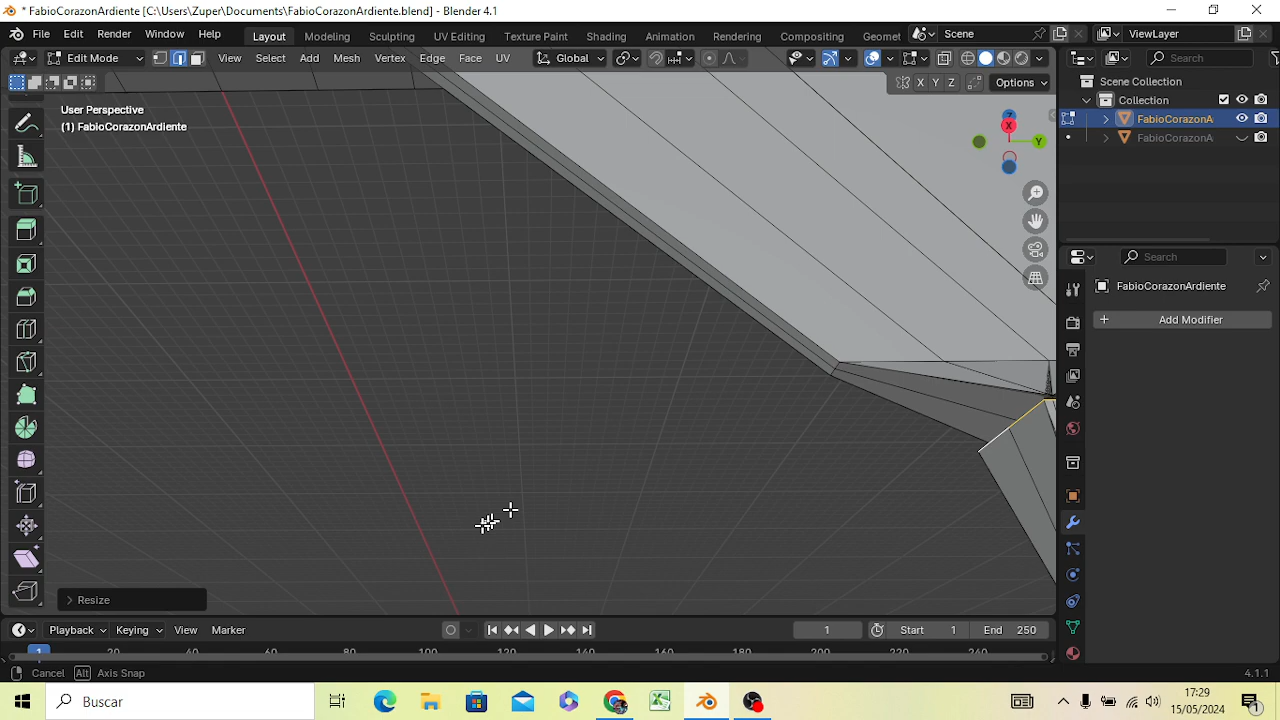 * FabioCorazonArdiente [C:\Users\Zuper\Documents\FabioCorazonArdiente.blend] - Blender 4.1
File Edit Render Window Help Layout Modeling Sculpting UV Editing Texture Paint Shading Animation Rendering Compositing Geomet Scene ViewLayer
Edit Mode View Select Add Mesh Vertex Edge Face UV Global Search
X Y Z Options
Scene Collection
Collection
FabioCorazonA
FabioCorazonA
User Perspective
(1) FabioCorazonArdiente
Z
X
Y
Search
FabioCorazonArdiente
Add Modifier
Resize
Playback Keying View Marker 1 Start 1 End 250
1 20 40 60 80 100 120 140 160 180 200 220 240
Cancel Alt Axis Snap 4.1.1
Buscar
17:29
15/05/2024
1